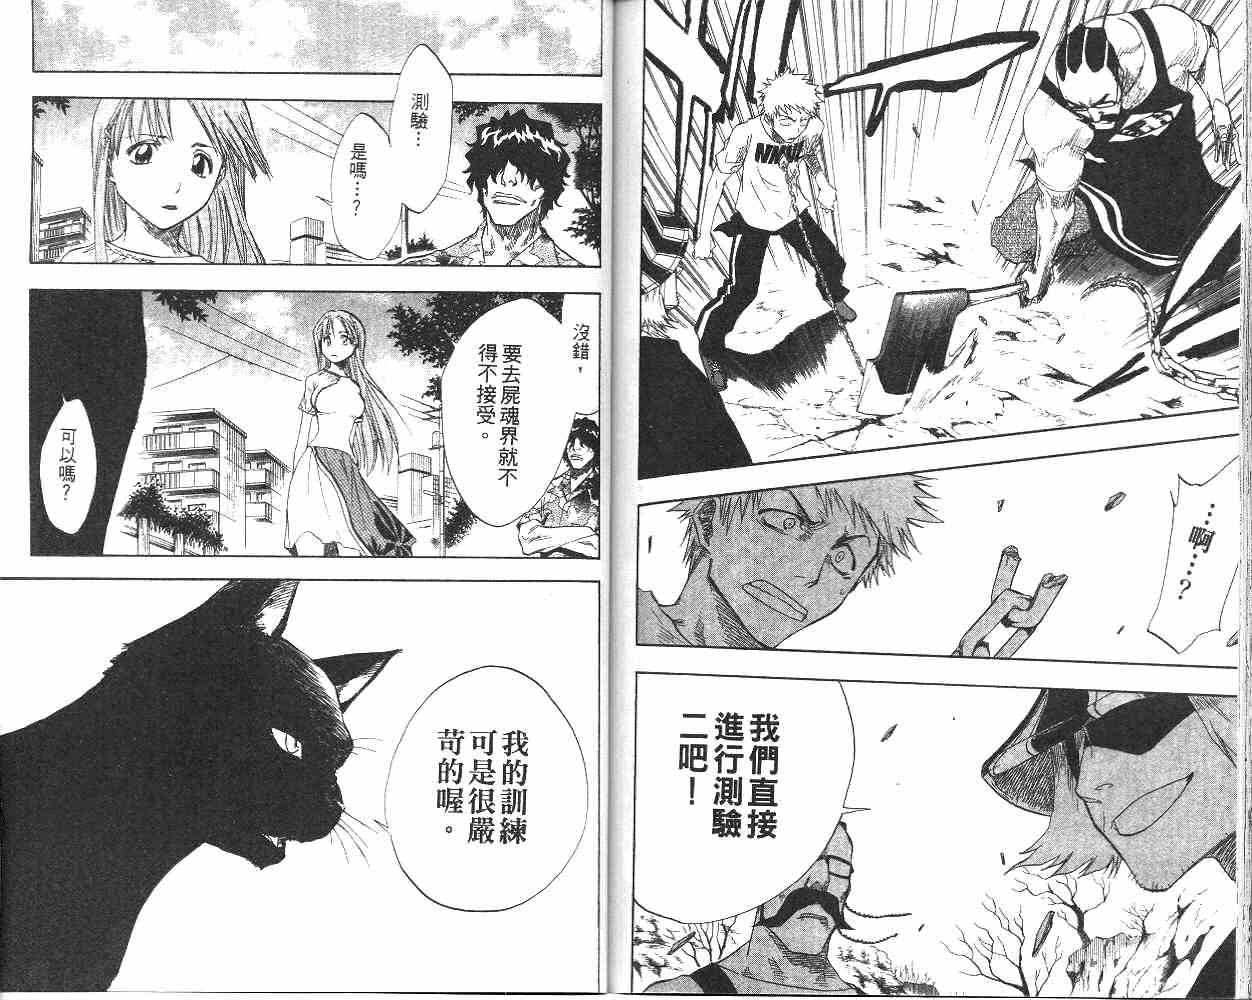 ……啊……？
我們直接
進行測驗
二吧！
測驗…
是嗎…？
沒錯，
要去屍魂界就不
得不接受。
可以嗎？
我的訓練
可是很嚴
苛的喔。